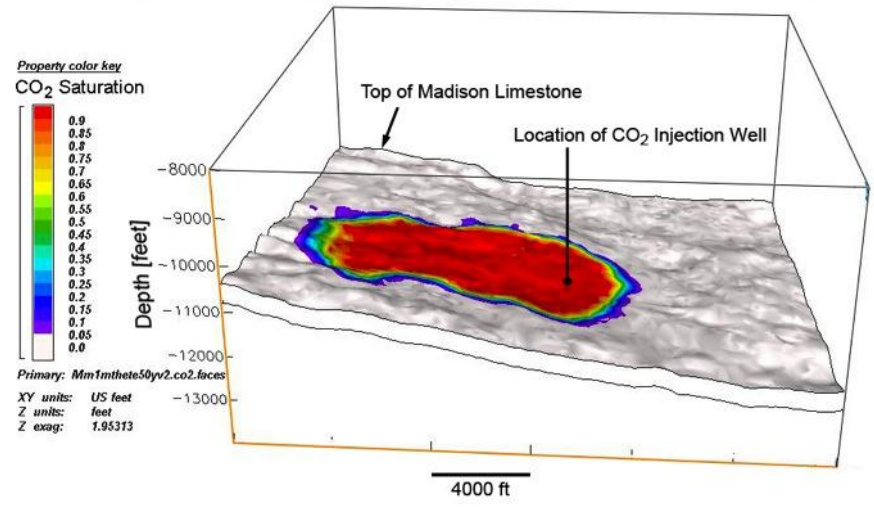 Property color key
CO2 Saturation
0.9
0.85
0.8
0.75
0.7
0.65
0.6
0.55
0.5
0.45
0.4
0.35
0.3
0.25
0.2
0.15
0.1
0.05
0.0
Primary: Mm1mthete50yv2.co2.faces
XY units: US feet
Z units: feet
Z exag: 1.95313
Top of Madison Limestone
Location of CO2 Injection Well
Depth [feet]
-8000
-9000
-10000
-11000
-12000
-13000
4000 ft